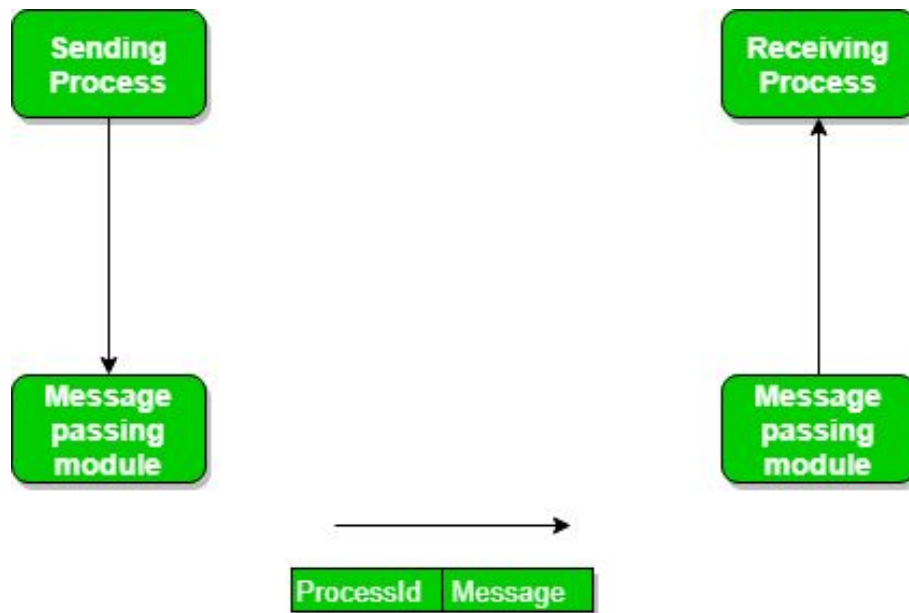 Sending
Process
Receiving
Process
Message
passing
module
Message
passing
module
ProcessId
Message